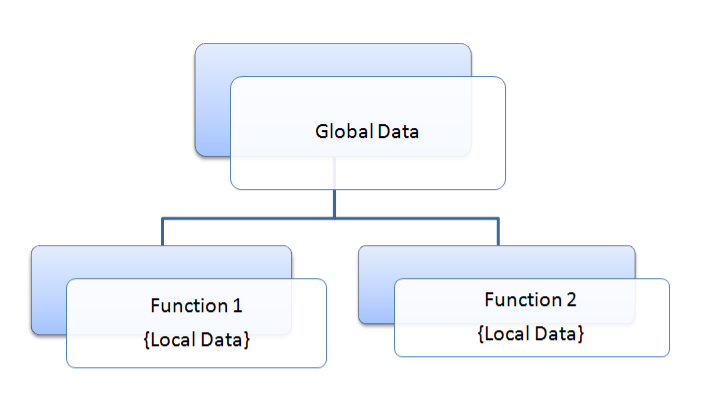 Global Data
Function 1
{Local Data}
Function 2
{Local Data}